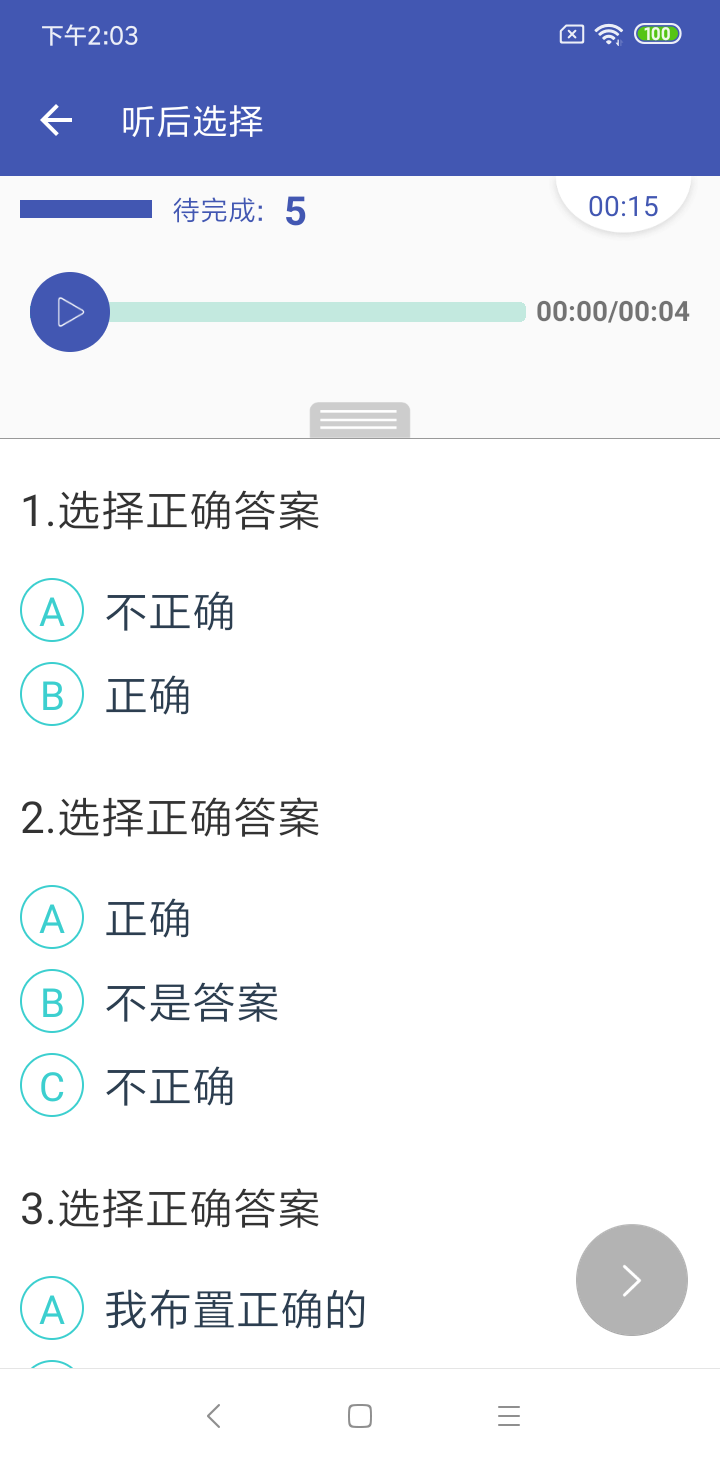 下午2:03
100
听后选择
待完成: 5
00:15
00:00/00:04
1.选择正确答案
A 不正确
B 正确
2.选择正确答案
A 正确
B 不是答案
C 不正确
3.选择正确答案
A 我布置正确的